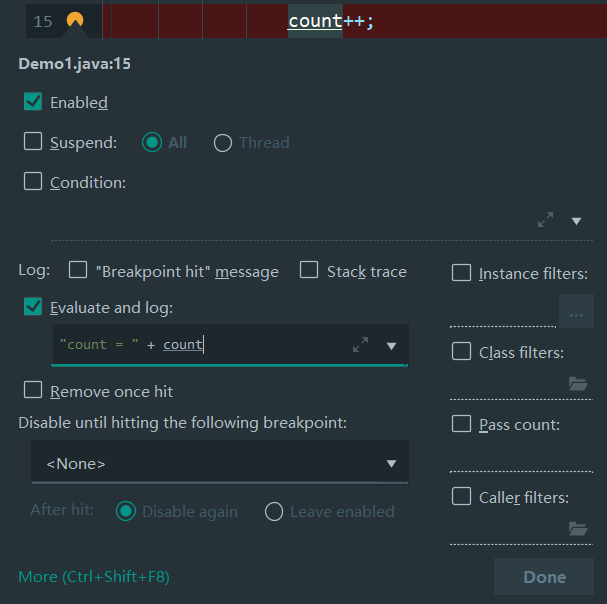 15 count++;
Demo1.java:15
Enabled
Suspend: All Thread
Condition:
Log: "Breakpoint hit" message Stack trace
Instance filters:
Evaluate and log:
"count = " + count
...
Class filters:
Remove once hit
Pass count:
Disable until hitting the following breakpoint:
<None>
Caller filters:
After hit: Disable again Leave enabled
More (Ctrl+Shift+F8)
Done